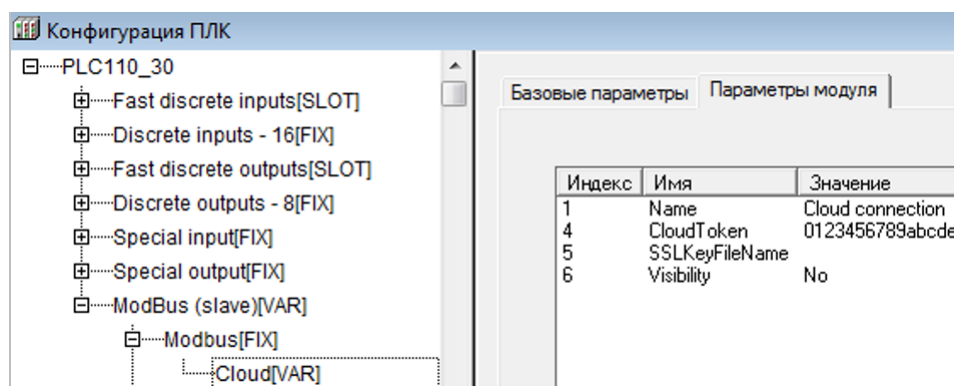 Конфигурация ПЛК
PLC110_30
Fast discrete inputs[SLOT]
Discrete inputs - 16[FIX]
Fast discrete outputs[SLOT]
Discrete outputs - 8[FIX]
Special input[FIX]
Special output[FIX]
ModBus (slave)[VAR]
Modbus[FIX]
Cloud[VAR]
Базовые параметры Параметры модуля
Индекс Имя Значение
1 Name Cloud connection
4 CloudToken 0123456789abcde
5 SSLKeyFileName
6 Visibility No